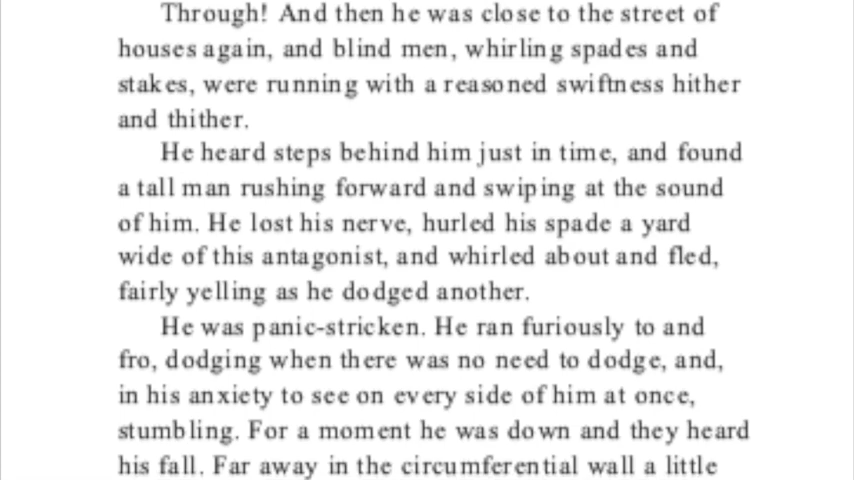 Through! And then he was close to the street of
houses again, and blind men, whirling spades and
stakes, were running with a reasoned swiftness hither
and thither.
He heard steps behind him just in time, and found
a tall man rushing forward and swiping at the sound
of him. He lost his nerve, hurled his spade a yard
wide of this antagonist, and whirled about and fled,
fairly yelling as he dodged another.
He was panic-stricken. He ran furiously to and
fro, dodging when there was no need to dodge, and,
in his anxiety to see on every side of him at once,
stumbling. For a moment he was down and they heard
his fall. Far away in the circumferential wall a little